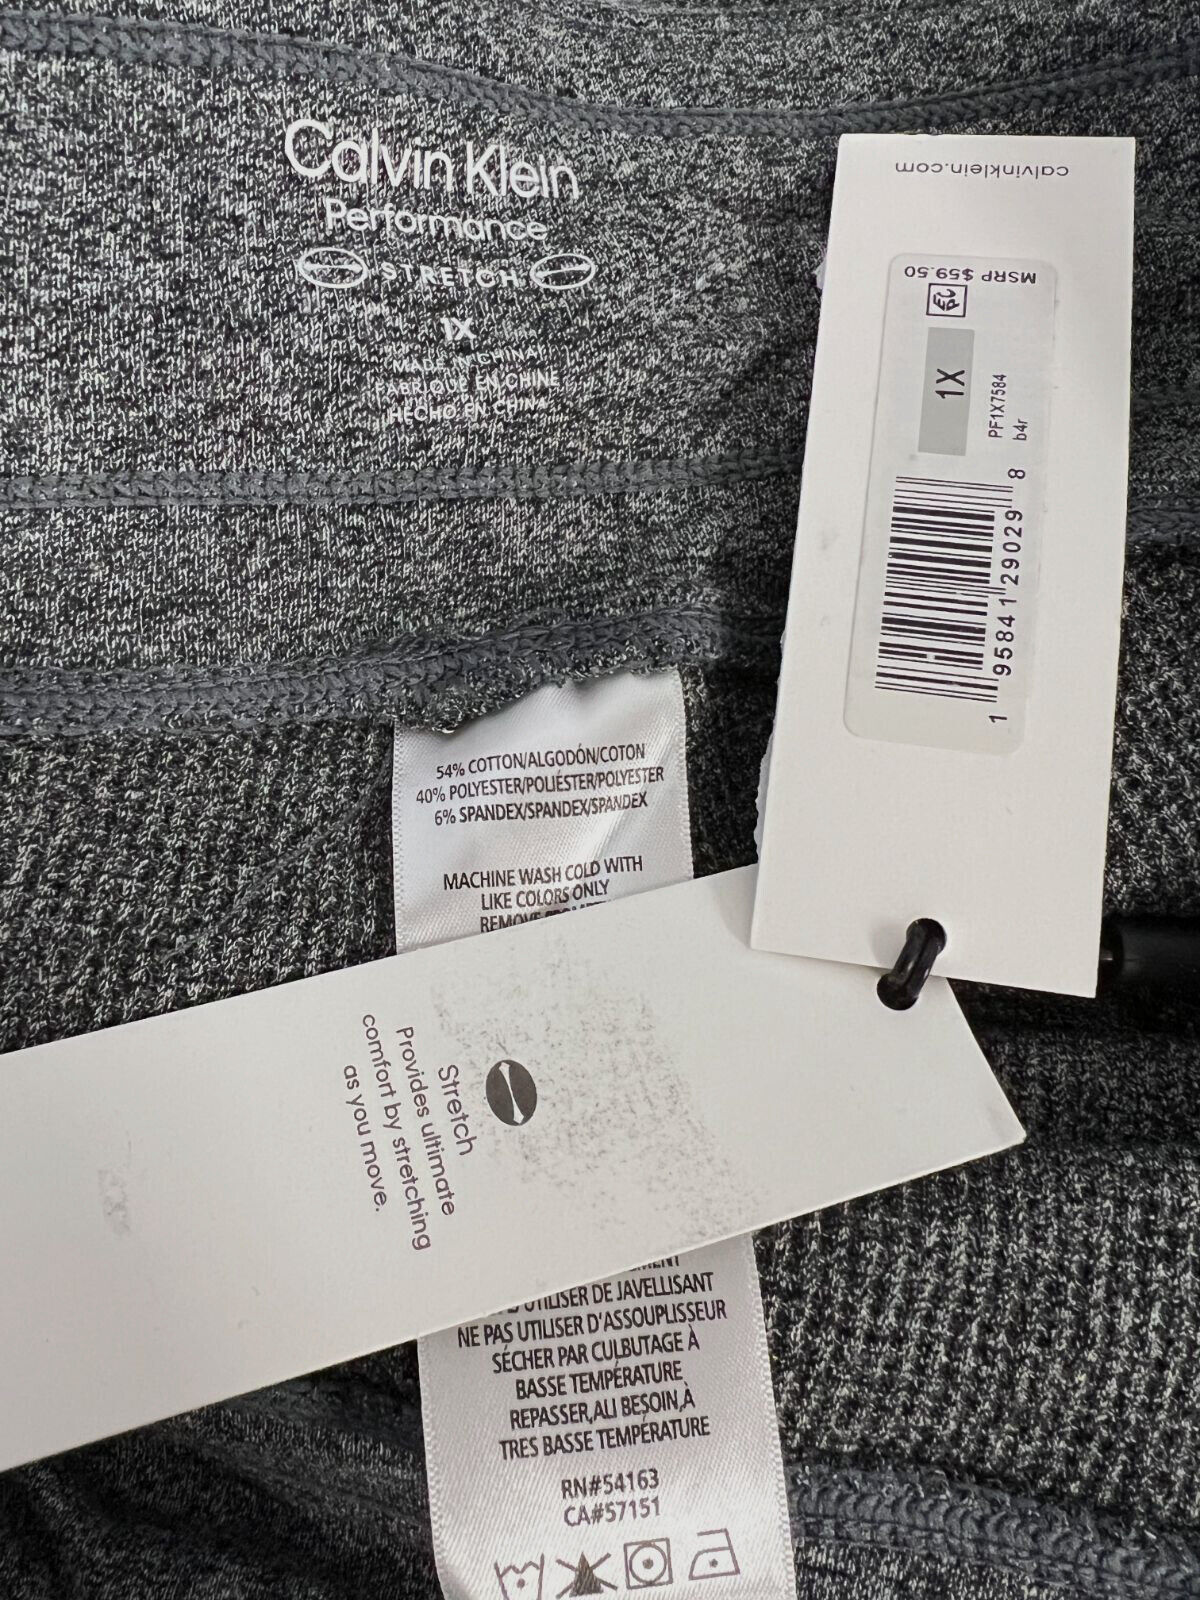 Calvin Klein
Performance
STRETCH
1X
MADE IN CHINA
FABRIQUÉ EN CHINE
HECHO EN CHINA
calvinklein.com
MSRP $59.50
1X
PF1X7584
b4r
1 95841 29029 8
54% COTTON/ALGODÓN/COTON
40% POLYESTER/POLIÉSTER/POLYESTER
6% SPANDEX/SPANDEX/SPANDEX
MACHINE WASH COLD WITH
LIKE COLORS ONLY
REMOVE
Stretch
Provides ultimate
comfort by stretching
as you move.
UTILISER DE JAVELLISANT
NE PAS UTILISER D'ASSOUPLISSEUR
SÉCHER PAR CULBUTAGE À
BASSE TEMPÉRATURE
REPASSER,AU BESOIN,À
TRES BASSE TEMPÉRATURE
RN#54163
CA#57151